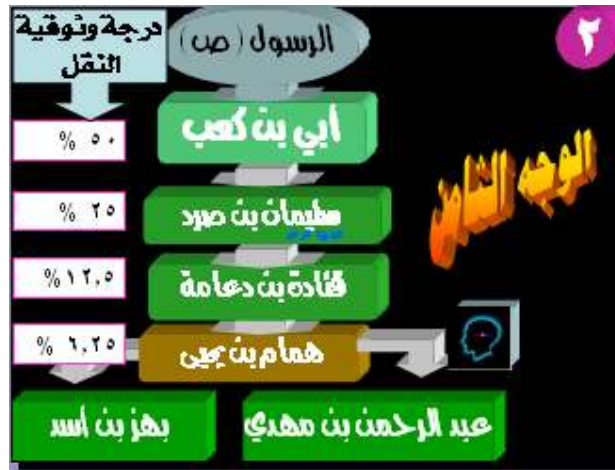 ٢
درجة وتوقية
النقل
الرسول (ص)
أبي بن كعب
٥٠ %
الوجه الثامن
سليمان بن صرد
٢٥ %
قتادة بن دعامة
١٢,٥ %
همام بن يحيى
٦,٢٥ %
عبد الرحمن بن مهدي
بهز بن أسد